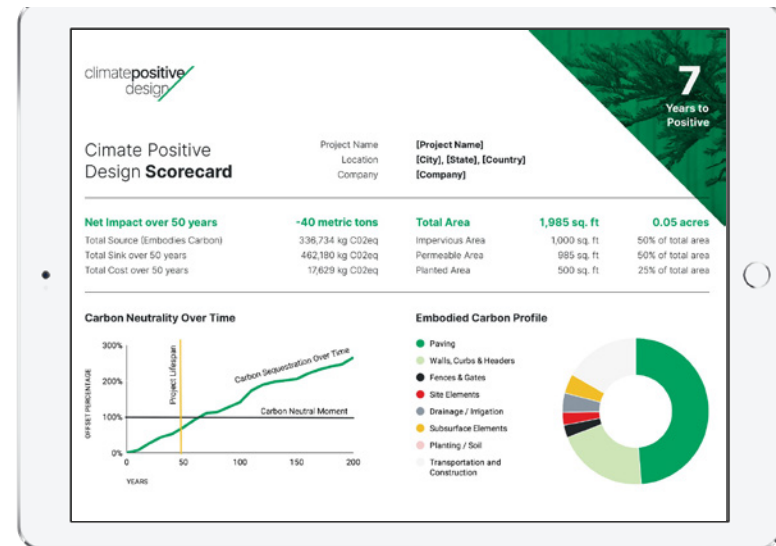 climatepositive
design
7
Years to
Positive
Cimate Positive
Design Scorecard
Project Name
Location
Company
[Project Name]
[City], [State], [Country]
[Company]
Net Impact over 50 years -40 metric tons
Total Source (Embodies Carbon) 336,734 kg C02eq
Total Sink over 50 years 462,180 kg C02eq
Total Cost over 50 years 17,629 kg C02eq
Total Area 1,985 sq. ft 0.05 acres
Impervious Area 1,000 sq. ft 50% of total area
Permeable Area 985 sq. ft 50% of total area
Planted Area 500 sq. ft 25% of total area
Carbon Neutrality Over Time
300%
200%
100%
0%
OFFSET PERCENTAGE
Project Lifespan
Carbon Sequestration Over Time
Carbon Neutral Moment
0 50 100 150 200
YEARS
Embodied Carbon Profile
Paving
Walls, Curbs & Headers
Fences & Gates
Site Elements
Drainage / Irrigation
Subsurface Elements
Planting / Soil
Transportation and
Construction